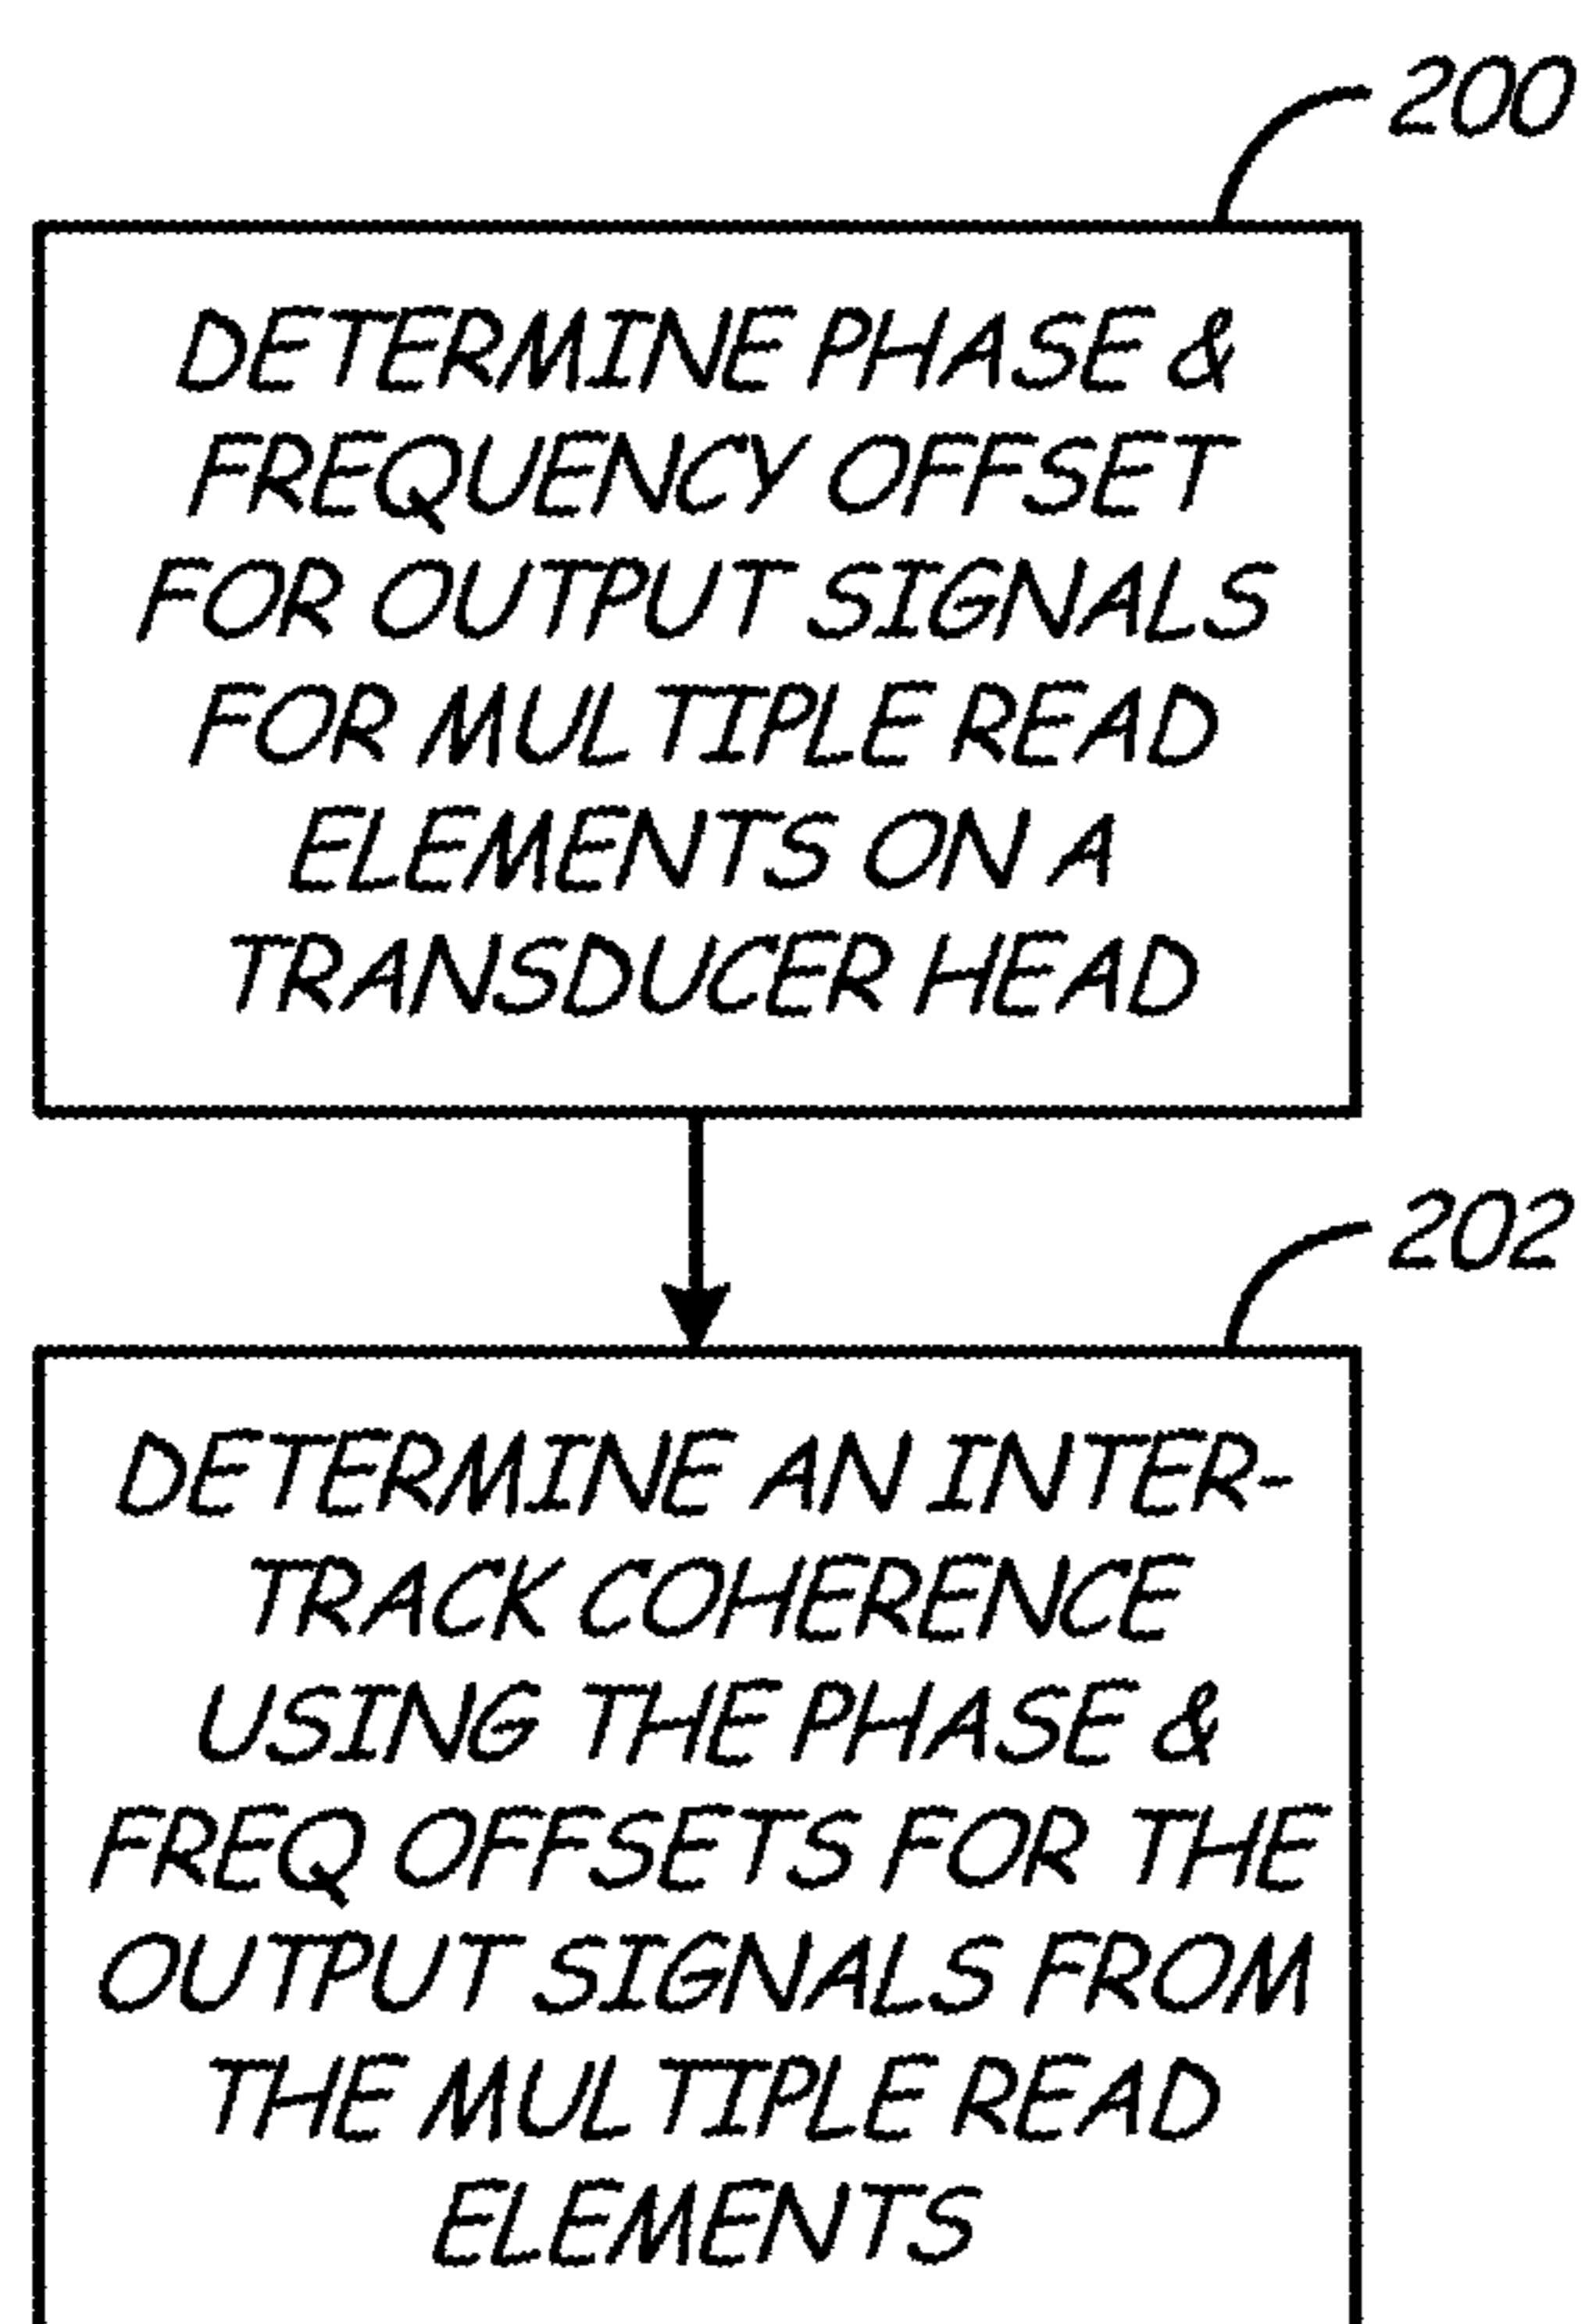 200
DETERMINE PHASE &
FREQUENCY OFFSET
FOR OUTPUT SIGNALS
FOR MULTIPLE READ
ELEMENTS ON A
TRANSDUCER HEAD
202
DETERMINE AN INTER-
TRACK COHERENCE
USING THE PHASE &
FREQ OFFSETS FOR THE
OUTPUT SIGNALS FROM
THE MULTIPLE READ
ELEMENTS